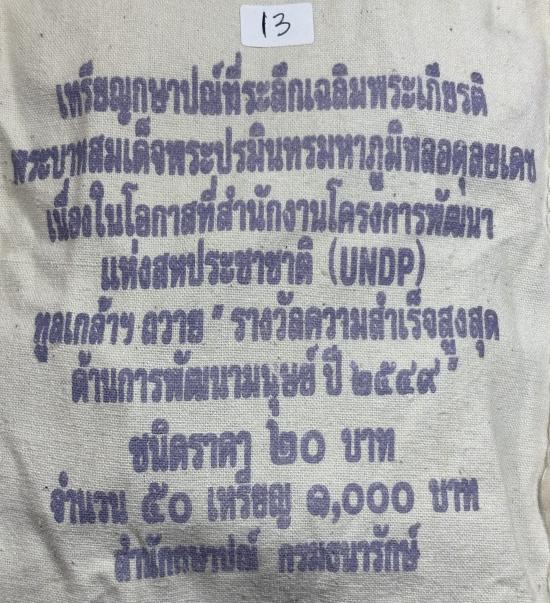 13
เหรียญกษาปณ์ที่ระลึกเฉลิมพระเกียรติ
พระบาทสมเด็จพระปรมินทรมหาภูมิพลอดุลยเดช
เนื่องในโอกาสที่สำนักงานโครงการพัฒนา
แห่งสหประชาชาติ (UNDP)
ทูลเกล้าฯ ถวาย " รางวัลความสำเร็จสูงสุด
ด้านการพัฒนามนุษย์ ปี ๒๕๔๙ "
ชนิดราคา ๒๐ บาท
จำนวน ๕๐ เหรียญ ๑,๐๐๐ บาท
สำนักกษาปณ์ กรมธนารักษ์